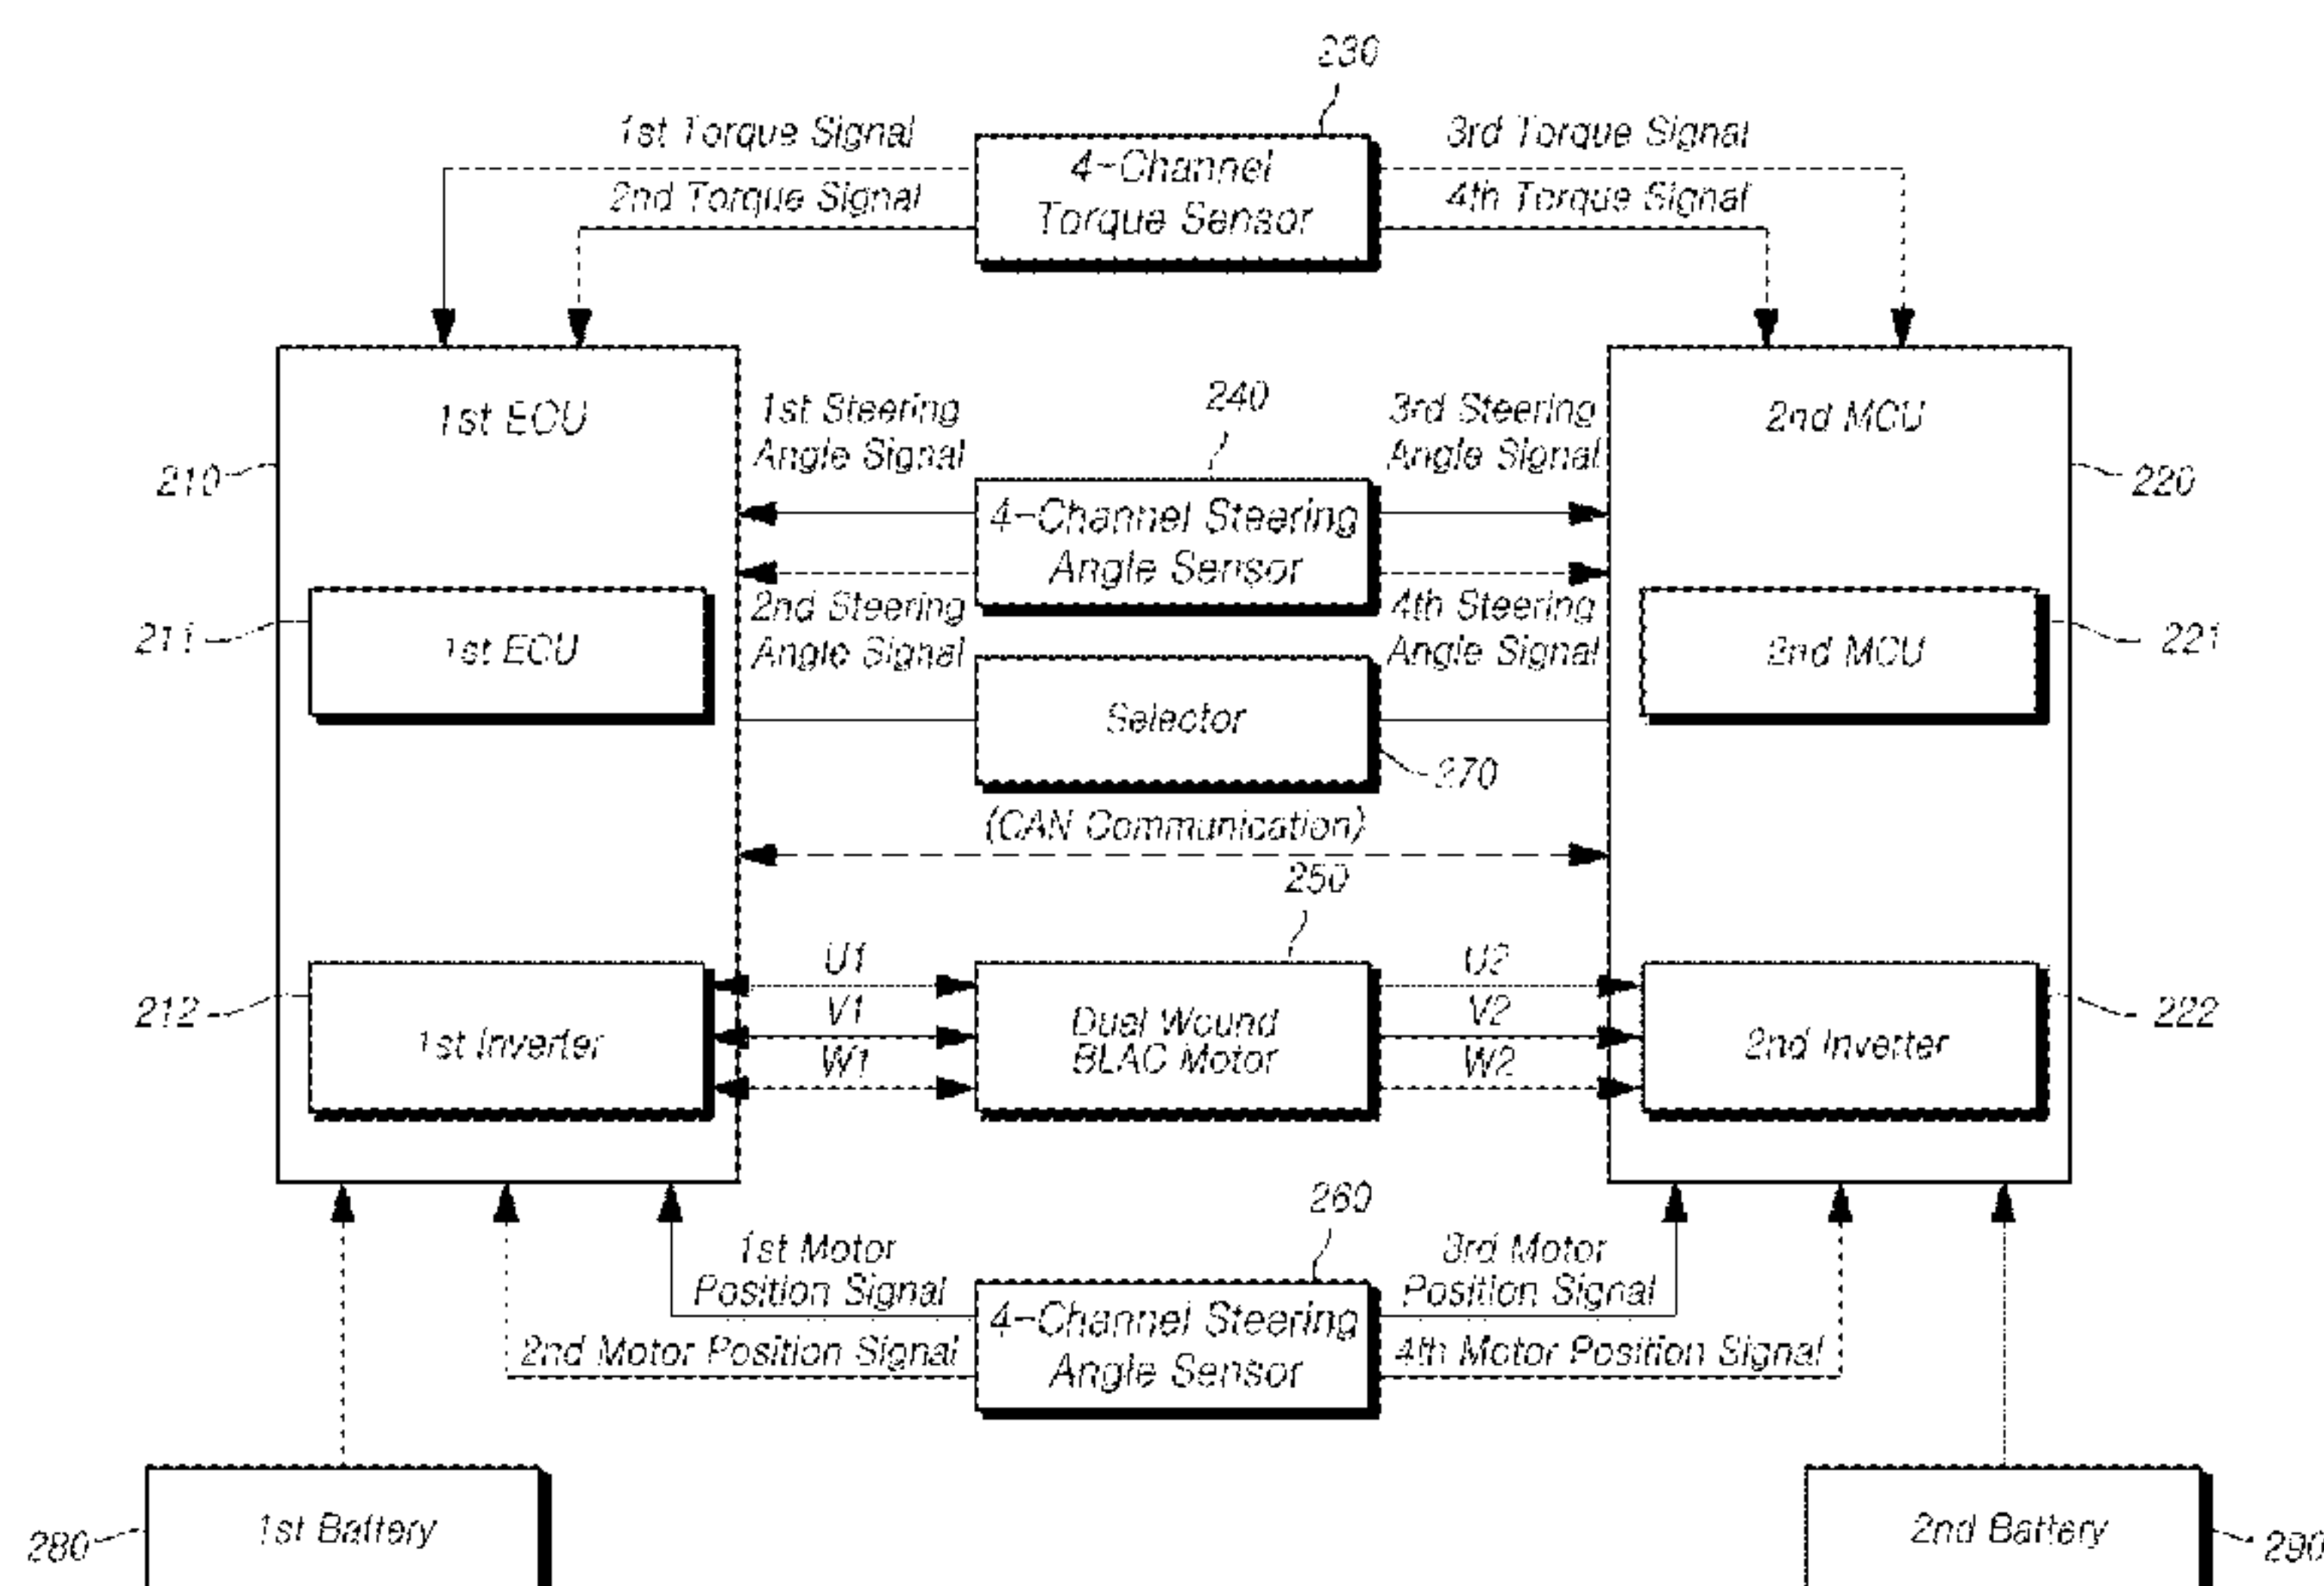 230
1st Torque Signal
3rd Torque Signal
4-Channel
Torque Sensor
2nd Torque Signal
4th Torque Signal
1st ECU
2nd MCU
210
220
1st Steering
Angle Signal
240
3rd Steering
Angle Signal
4-Channel Steering
Angle Sensor
2nd Steering
Angle Signal
4th Steering
Angle Signal
211
1st ECU
2nd MCU
221
Selector
270
(CAN Communication)
250
U1
V1
W1
U2
V2
W2
212
1st Inverter
Dual Wound
BLAC Motor
2nd Inverter
222
260
1st Motor
Position Signal
3rd Motor
Position Signal
4-Channel Steering
Angle Sensor
2nd Motor Position Signal
4th Motor Position Signal
280
1st Battery
2nd Battery
290